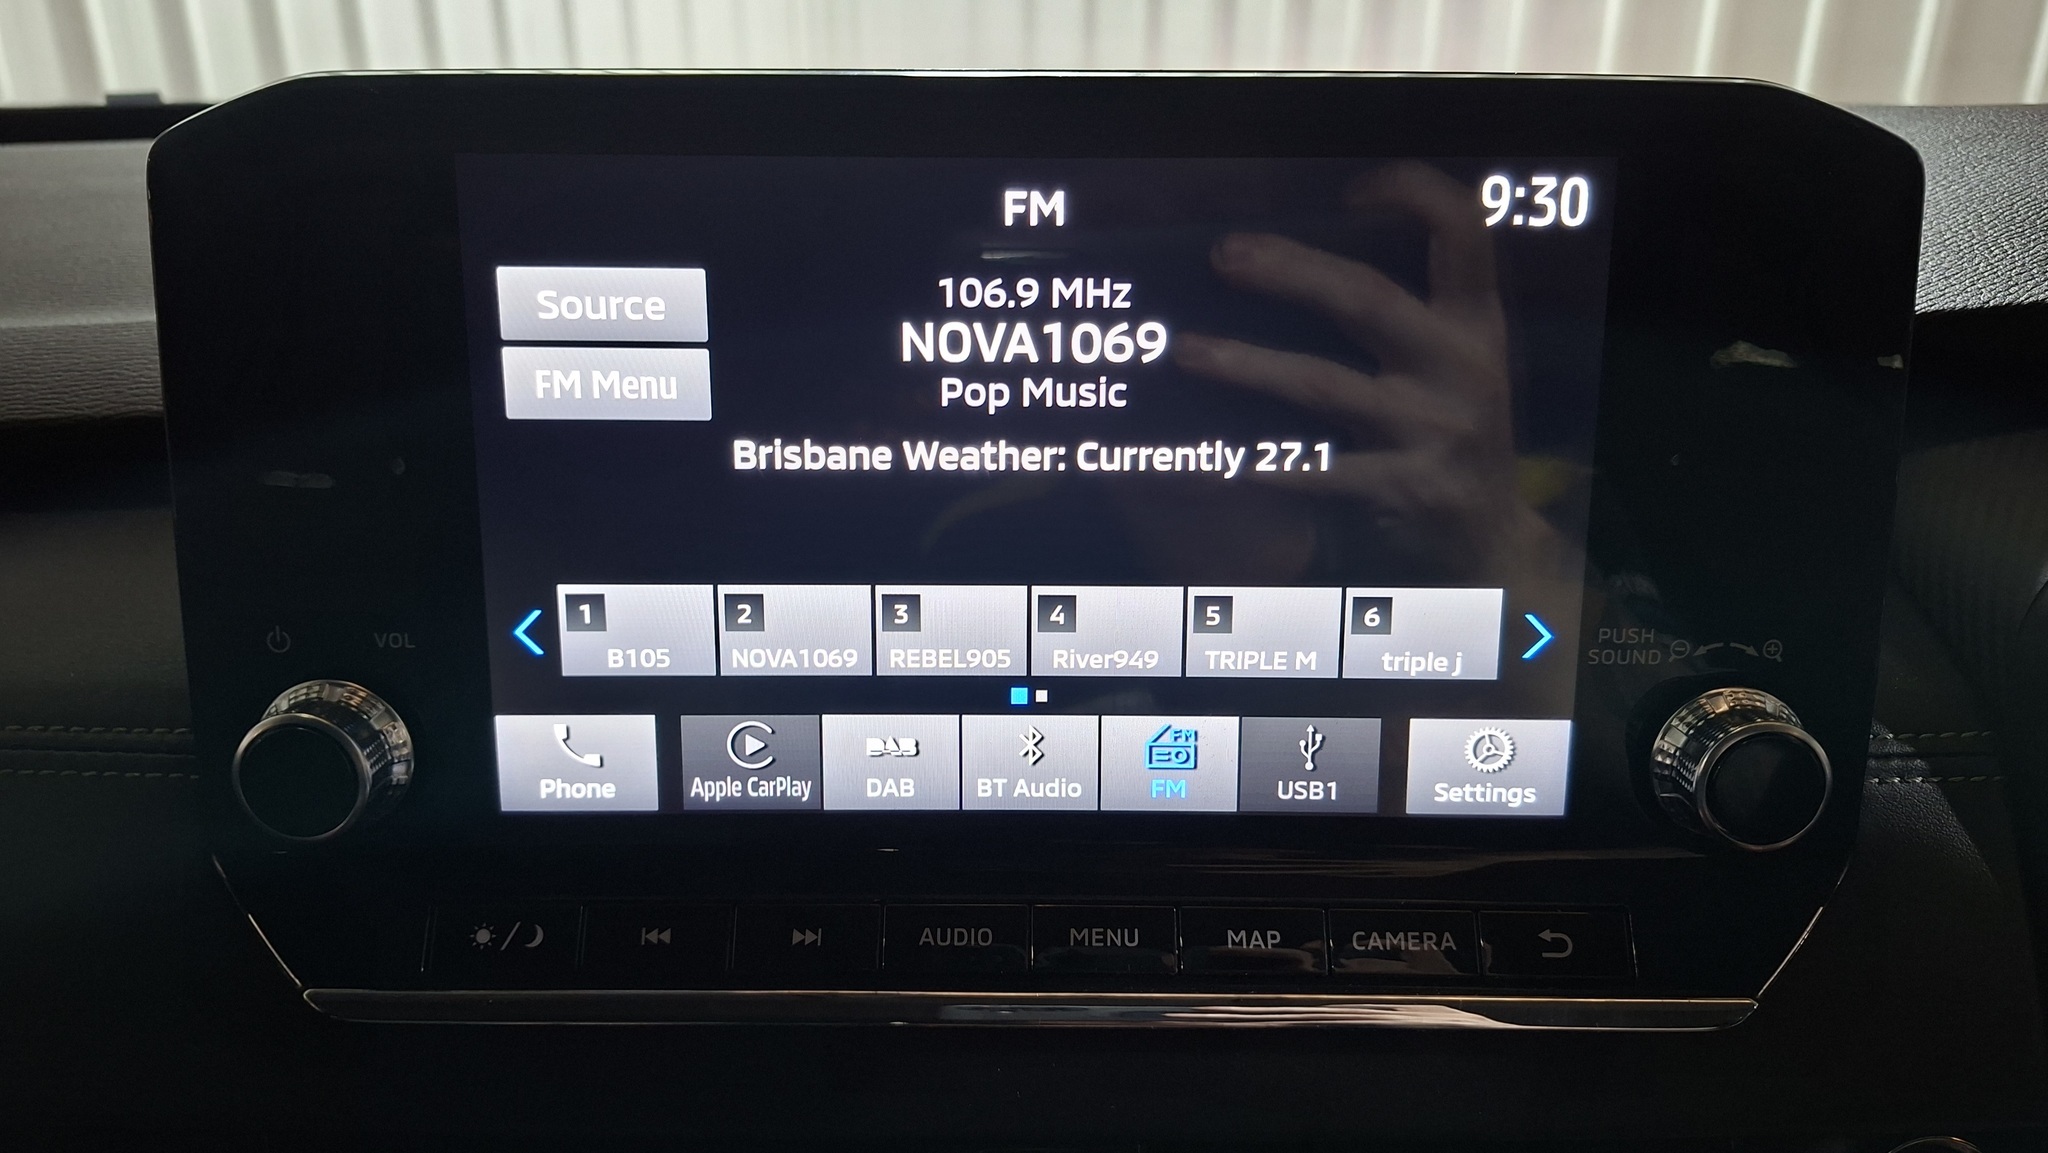 FM
9:30
Source
106.9 MHz
NOVA1069
FM Menu
Pop Music
Brisbane Weather: Currently 27.1
1
2
3
4
5
6
B105
NOVA1069
REBEL905
River949
TRIPLE M
triple j
VOL
PUSH
SOUND
DAB
FM
Phone
Apple CarPlay
DAB
BT Audio
FM
USB1
Settings
AUDIO
MENU
MAP
CAMERA